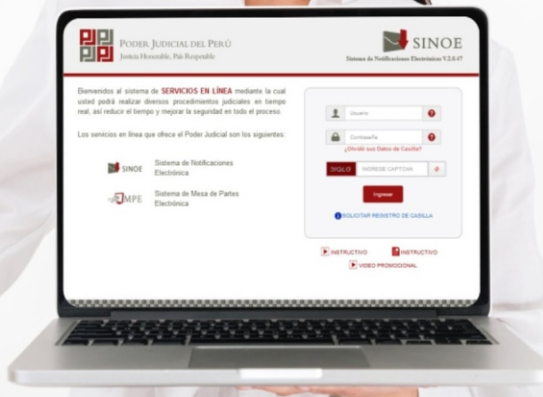 PODER JUDICIAL DEL PERÚ
Justicia Honorable, País Respetable
SINOE
Sistema de Notificaciones Electrónicas V2.0.47
Bienvenidos al sistema de SERVICIOS EN LÍNEA mediante la cual
usted podrá realizar diversos procedimientos judiciales en tiempo
real, así reducir el tiempo y mejorar la seguridad en todo el proceso.
Los servicios en línea que ofrece el Poder Judicial son los siguientes:
SINOE
Sistema de Notificaciones
Electrónica
MPE
Sistema de Mesa de Partes
Electrónica
Usuario
Contraseña
¿Olvidó sus Datos de Casilla?
INGRESE CAPTCHA
Ingresar
SOLICITAR REGISTRO DE CASILLA
INSTRUCTIVO
INSTRUCTIVO
VIDEO PROMOCIONAL